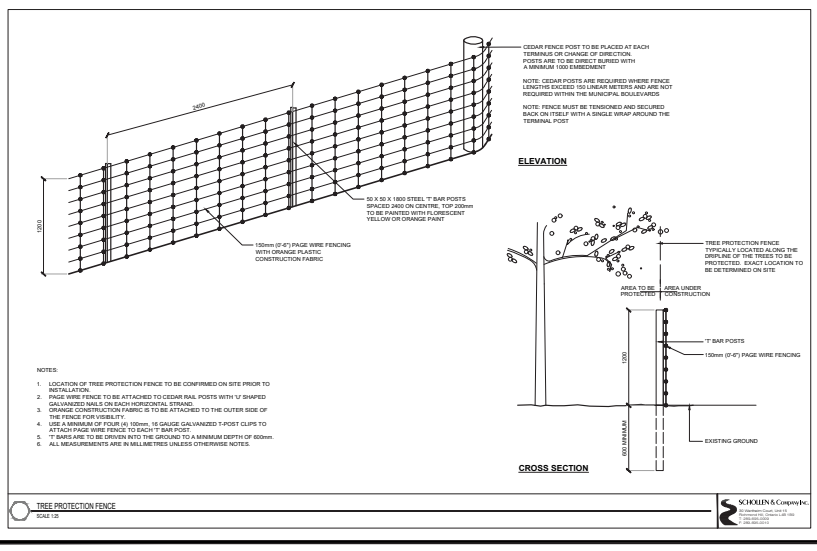 CEDAR FENCE POST TO BE PLACED AT EACH
TERMINUS OR CHANGE OF DIRECTION.
POSTS ARE TO BE DIRECT BURIED WITH
A MINIMUM 1000 EMBEDMENT
NOTE: CEDAR POSTS ARE REQUIRED WHERE FENCE
LENGTHS EXCEED 150 LINEAR METERS AND ARE NOT
REQUIRED WITHIN THE MUNICIPAL BOULEVARDS
NOTE: FENCE MUST BE TENSIONED AND SECURED
BACK ON ITSELF WITH A SINGLE WRAP AROUND THE
TERMINAL POST
2400
ELEVATION
1200
50 X 50 X 1800 STEEL 'T' BAR POSTS
SPACED 2400 ON CENTRE, TOP 200mm
TO BE PAINTED WITH FLORESCENT
YELLOW OR ORANGE PAINT
150mm (0'-6") PAGE WIRE FENCING
WITH ORANGE PLASTIC
CONSTRUCTION FABRIC
TREE PROTECTION FENCE
TYPICALLY LOCATED ALONG THE
DRIPLINE OF THE TREES TO BE
PROTECTED. EXACT LOCATION TO
BE DETERMINED ON SITE
AREA TO BE
PROTECTED
AREA UNDER
CONSTRUCTION
1200
'T' BAR POSTS
150mm (0'-6") PAGE WIRE FENCING
600 MINIMUM
EXISTING GROUND
CROSS SECTION
NOTES:
1. LOCATION OF TREE PROTECTION FENCE TO BE CONFIRMED ON SITE PRIOR TO
INSTALLATION.
2. PAGE WIRE FENCE TO BE ATTACHED TO CEDAR RAIL POSTS WITH 'U' SHAPED
GALVANIZED NAILS ON EACH HORIZONTAL STRAND.
3. ORANGE CONSTRUCTION FABRIC IS TO BE ATTACHED TO THE OUTER SIDE OF
THE FENCE FOR VISIBILITY.
4. USE A MINIMUM OF FOUR (4) 100mm, 16 GAUGE GALVANIZED T-POST CLIPS TO
ATTACH PAGE WIRE FENCE TO EACH 'T' BAR POST.
5. 'T' BARS ARE TO BE DRIVEN INTO THE GROUND TO A MINIMUM DEPTH OF 600mm.
6. ALL MEASUREMENTS ARE IN MILLIMETRES UNLESS OTHERWISE NOTES.
TREE PROTECTION FENCE
SCALE 1:25
SCHOLLEN & Company Inc.